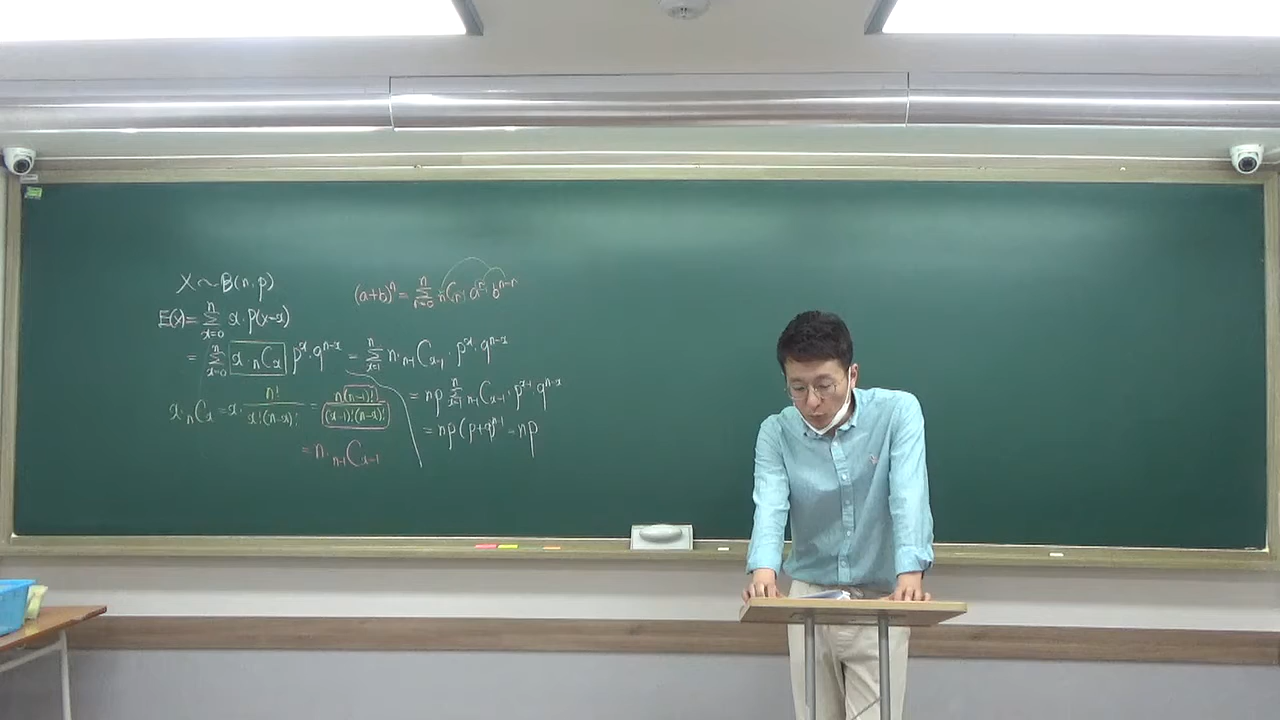 X ~ B(n, p)
E(X) = Σ_{x=0}^{n} x · P(X=x)
= Σ_{x=0}^{n} x · nCx p^x · q^{n-x}
x · nCx = x · n! / x!(n-x)! = n(n-1)! / (x-1)!(n-x)!
= n · n-1Cx-1
(a+b)^n = Σ_{r=0}^{n} nCr a^r b^{n-r}
= Σ_{x=1}^{n} n · n-1Cx-1 · p^x · q^{n-x}
= np Σ_{x=1}^{n} n-1Cx-1 · p^{x-1} q^{n-x}
= np (p+q)^{n-1} = np